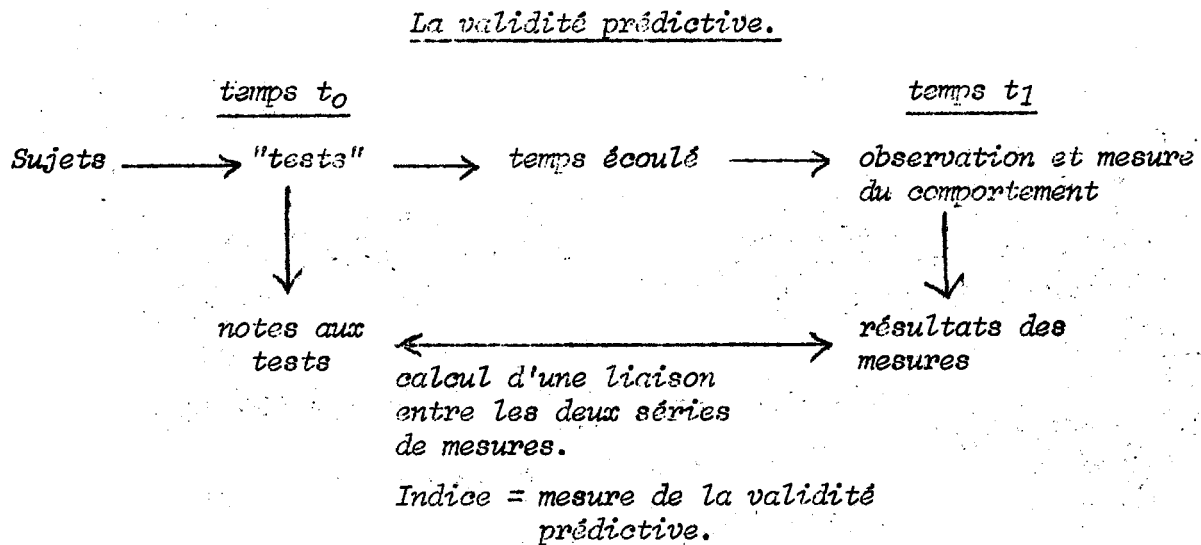 La validité prédictive.
temps t0 temps t1
Sujets "tests" temps écoulé observation et mesure
du comportement
notes aux
tests
résultats des
mesures
calcul d'une liaison
entre les deux séries
de mesures.
Indice = mesure de la validité
prédictive.